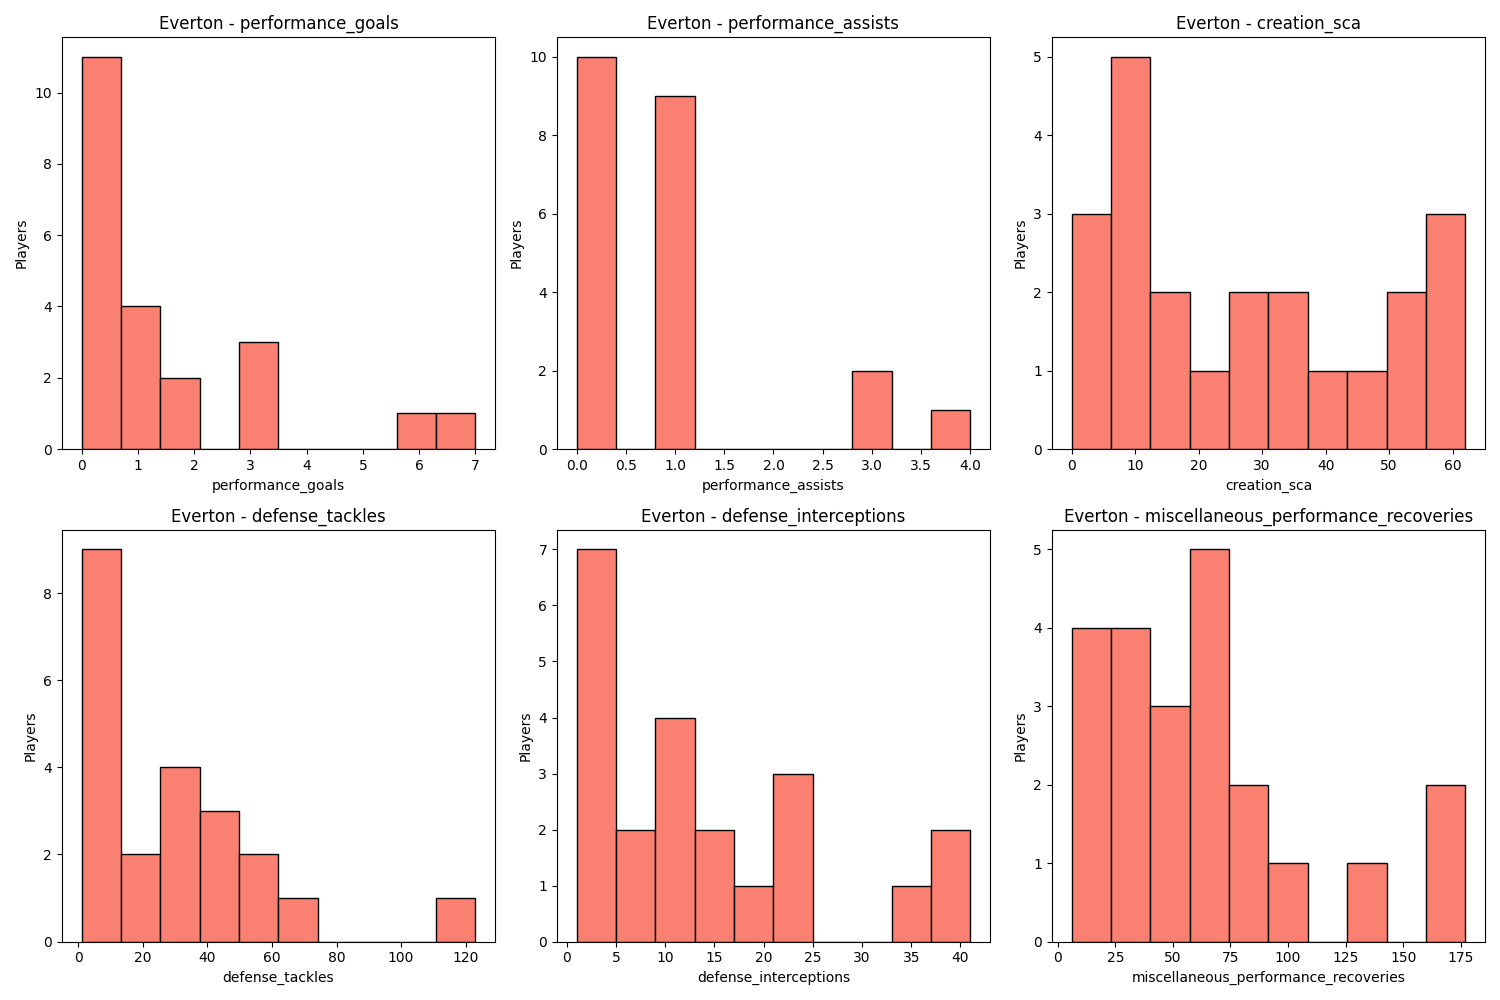 Everton - performance_goals
10
8
6
4
2
0
Players
0 1 2 3 4 5 6 7
performance_goals
Everton - performance_assists
10
8
6
4
2
0
Players
0.0 0.5 1.0 1.5 2.0 2.5 3.0 3.5 4.0
performance_assists
Everton - creation_sca
5
4
3
2
1
0
Players
0 10 20 30 40 50 60
creation_sca
Everton - defense_tackles
8
6
4
2
0
Players
0 20 40 60 80 100 120
defense_tackles
Everton - defense_interceptions
7
6
5
4
3
2
1
0
Players
0 5 10 15 20 25 30 35 40
defense_interceptions
Everton - miscellaneous_performance_recoveries
5
4
3
2
1
0
Players
0 25 50 75 100 125 150 175
miscellaneous_performance_recoveries